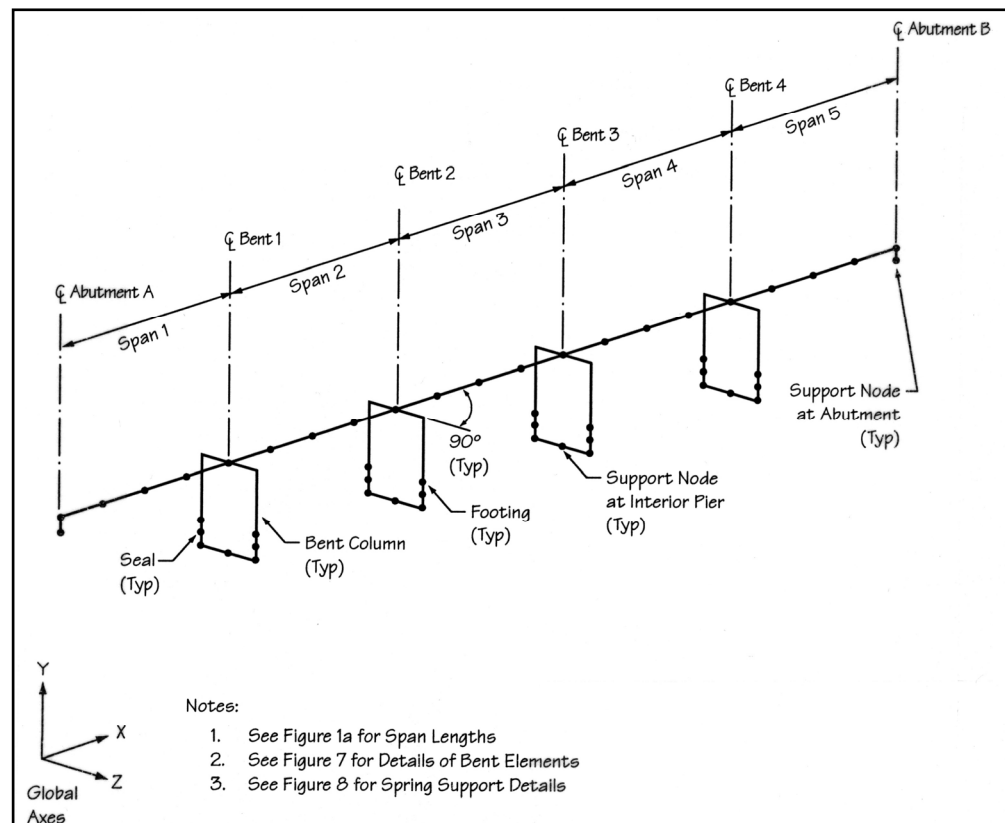 ℄ Abutment B
℄ Bent 4
Span 5
℄ Bent 3
Span 4
℄ Bent 2
Span 3
℄ Bent 1
Span 2
℄ Abutment A
Span 1
90°
(Typ)
Support Node
at Abutment
(Typ)
Support Node
at Interior Pier
(Typ)
Footing
(Typ)
Bent Column
(Typ)
Seal
(Typ)
Y
X
Z
Global
Axes
Notes:
1. See Figure 1a for Span Lengths
2. See Figure 7 for Details of Bent Elements
3. See Figure 8 for Spring Support Details